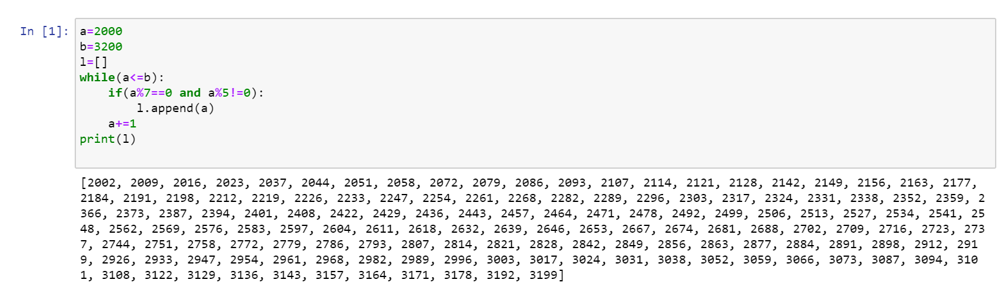 In [1]: a=2000
b=3200
l=[]
while(a<=b):
    if(a%7==0 and a%5!=0):
        l.append(a)
    a+=1
print(l)
[2002, 2009, 2016, 2023, 2037, 2044, 2051, 2058, 2072, 2079, 2086, 2093, 2107, 2114, 2121, 2128, 2142, 2149, 2156, 2163, 2177,
2184, 2191, 2198, 2212, 2219, 2226, 2233, 2247, 2254, 2261, 2268, 2282, 2289, 2296, 2303, 2317, 2324, 2331, 2338, 2352, 2359, 2
366, 2373, 2387, 2394, 2401, 2408, 2422, 2429, 2436, 2443, 2457, 2464, 2471, 2478, 2492, 2499, 2506, 2513, 2527, 2534, 2541, 25
48, 2562, 2569, 2576, 2583, 2597, 2604, 2611, 2618, 2632, 2639, 2646, 2653, 2667, 2674, 2681, 2688, 2702, 2709, 2716, 2723, 273
7, 2744, 2751, 2758, 2772, 2779, 2786, 2793, 2807, 2814, 2821, 2828, 2842, 2849, 2856, 2863, 2877, 2884, 2891, 2898, 2912, 291
9, 2926, 2933, 2947, 2954, 2961, 2968, 2982, 2989, 2996, 3003, 3017, 3024, 3031, 3038, 3052, 3059, 3066, 3073, 3087, 3094, 310
1, 3108, 3122, 3129, 3136, 3143, 3157, 3164, 3171, 3178, 3192, 3199]